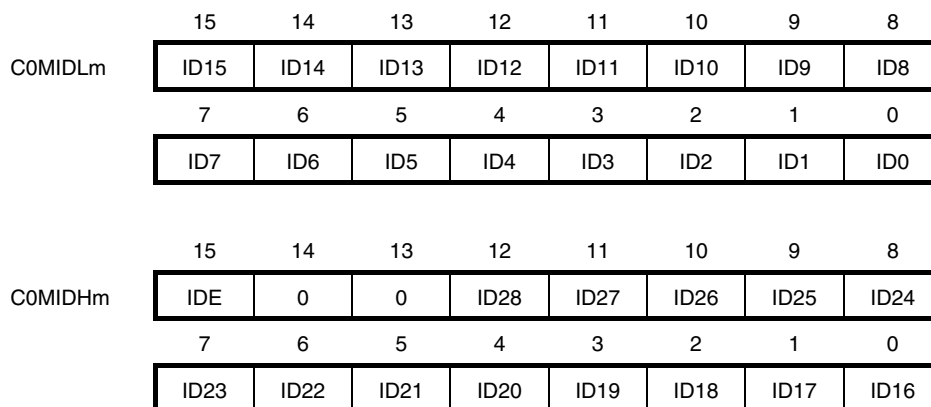 15 14 13 12 11 10 9 8
C0MIDLm ID15 ID14 ID13 ID12 ID11 ID10 ID9 ID8
7 6 5 4 3 2 1 0
ID7 ID6 ID5 ID4 ID3 ID2 ID1 ID0
15 14 13 12 11 10 9 8
C0MIDHm IDE 0 0 ID28 ID27 ID26 ID25 ID24
7 6 5 4 3 2 1 0
ID23 ID22 ID21 ID20 ID19 ID18 ID17 ID16